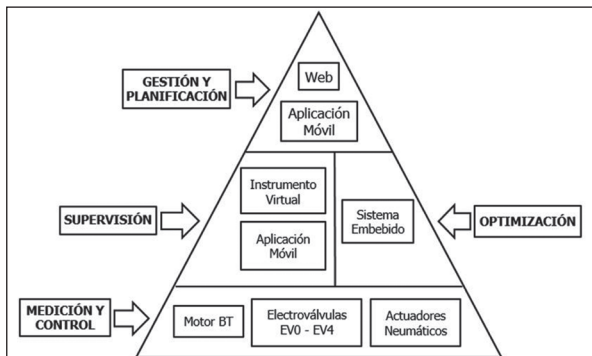 GESTIÓN Y
PLANIFICACIÓN
Web
Aplicación
Móvil
SUPERVISIÓN
Instrumento
Virtual
Aplicación
Móvil
Sistema
Embebido
OPTIMIZACIÓN
MEDICIÓN Y
CONTROL
Motor BT
Electroválvulas
EV0 - EV4
Actuadores
Neumáticos